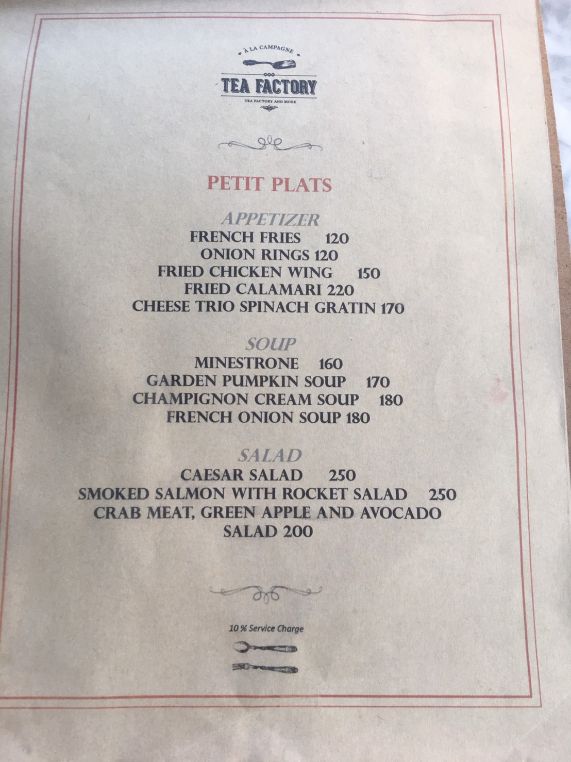 À LA CAMPAGNE
TEA FACTORY
TEA FACTORY AND MORE
PETIT PLATS
APPETIZER
FRENCH FRIES 120
ONION RINGS 120
FRIED CHICKEN WING 150
FRIED CALAMARI 220
CHEESE TRIO SPINACH GRATIN 170
SOUP
MINESTRONE 160
GARDEN PUMPKIN SOUP 170
CHAMPIGNON CREAM SOUP 180
FRENCH ONION SOUP 180
SALAD
CAESAR SALAD 250
SMOKED SALMON WITH ROCKET SALAD 250
CRAB MEAT, GREEN APPLE AND AVOCADO
SALAD 200
10 % Service Charge